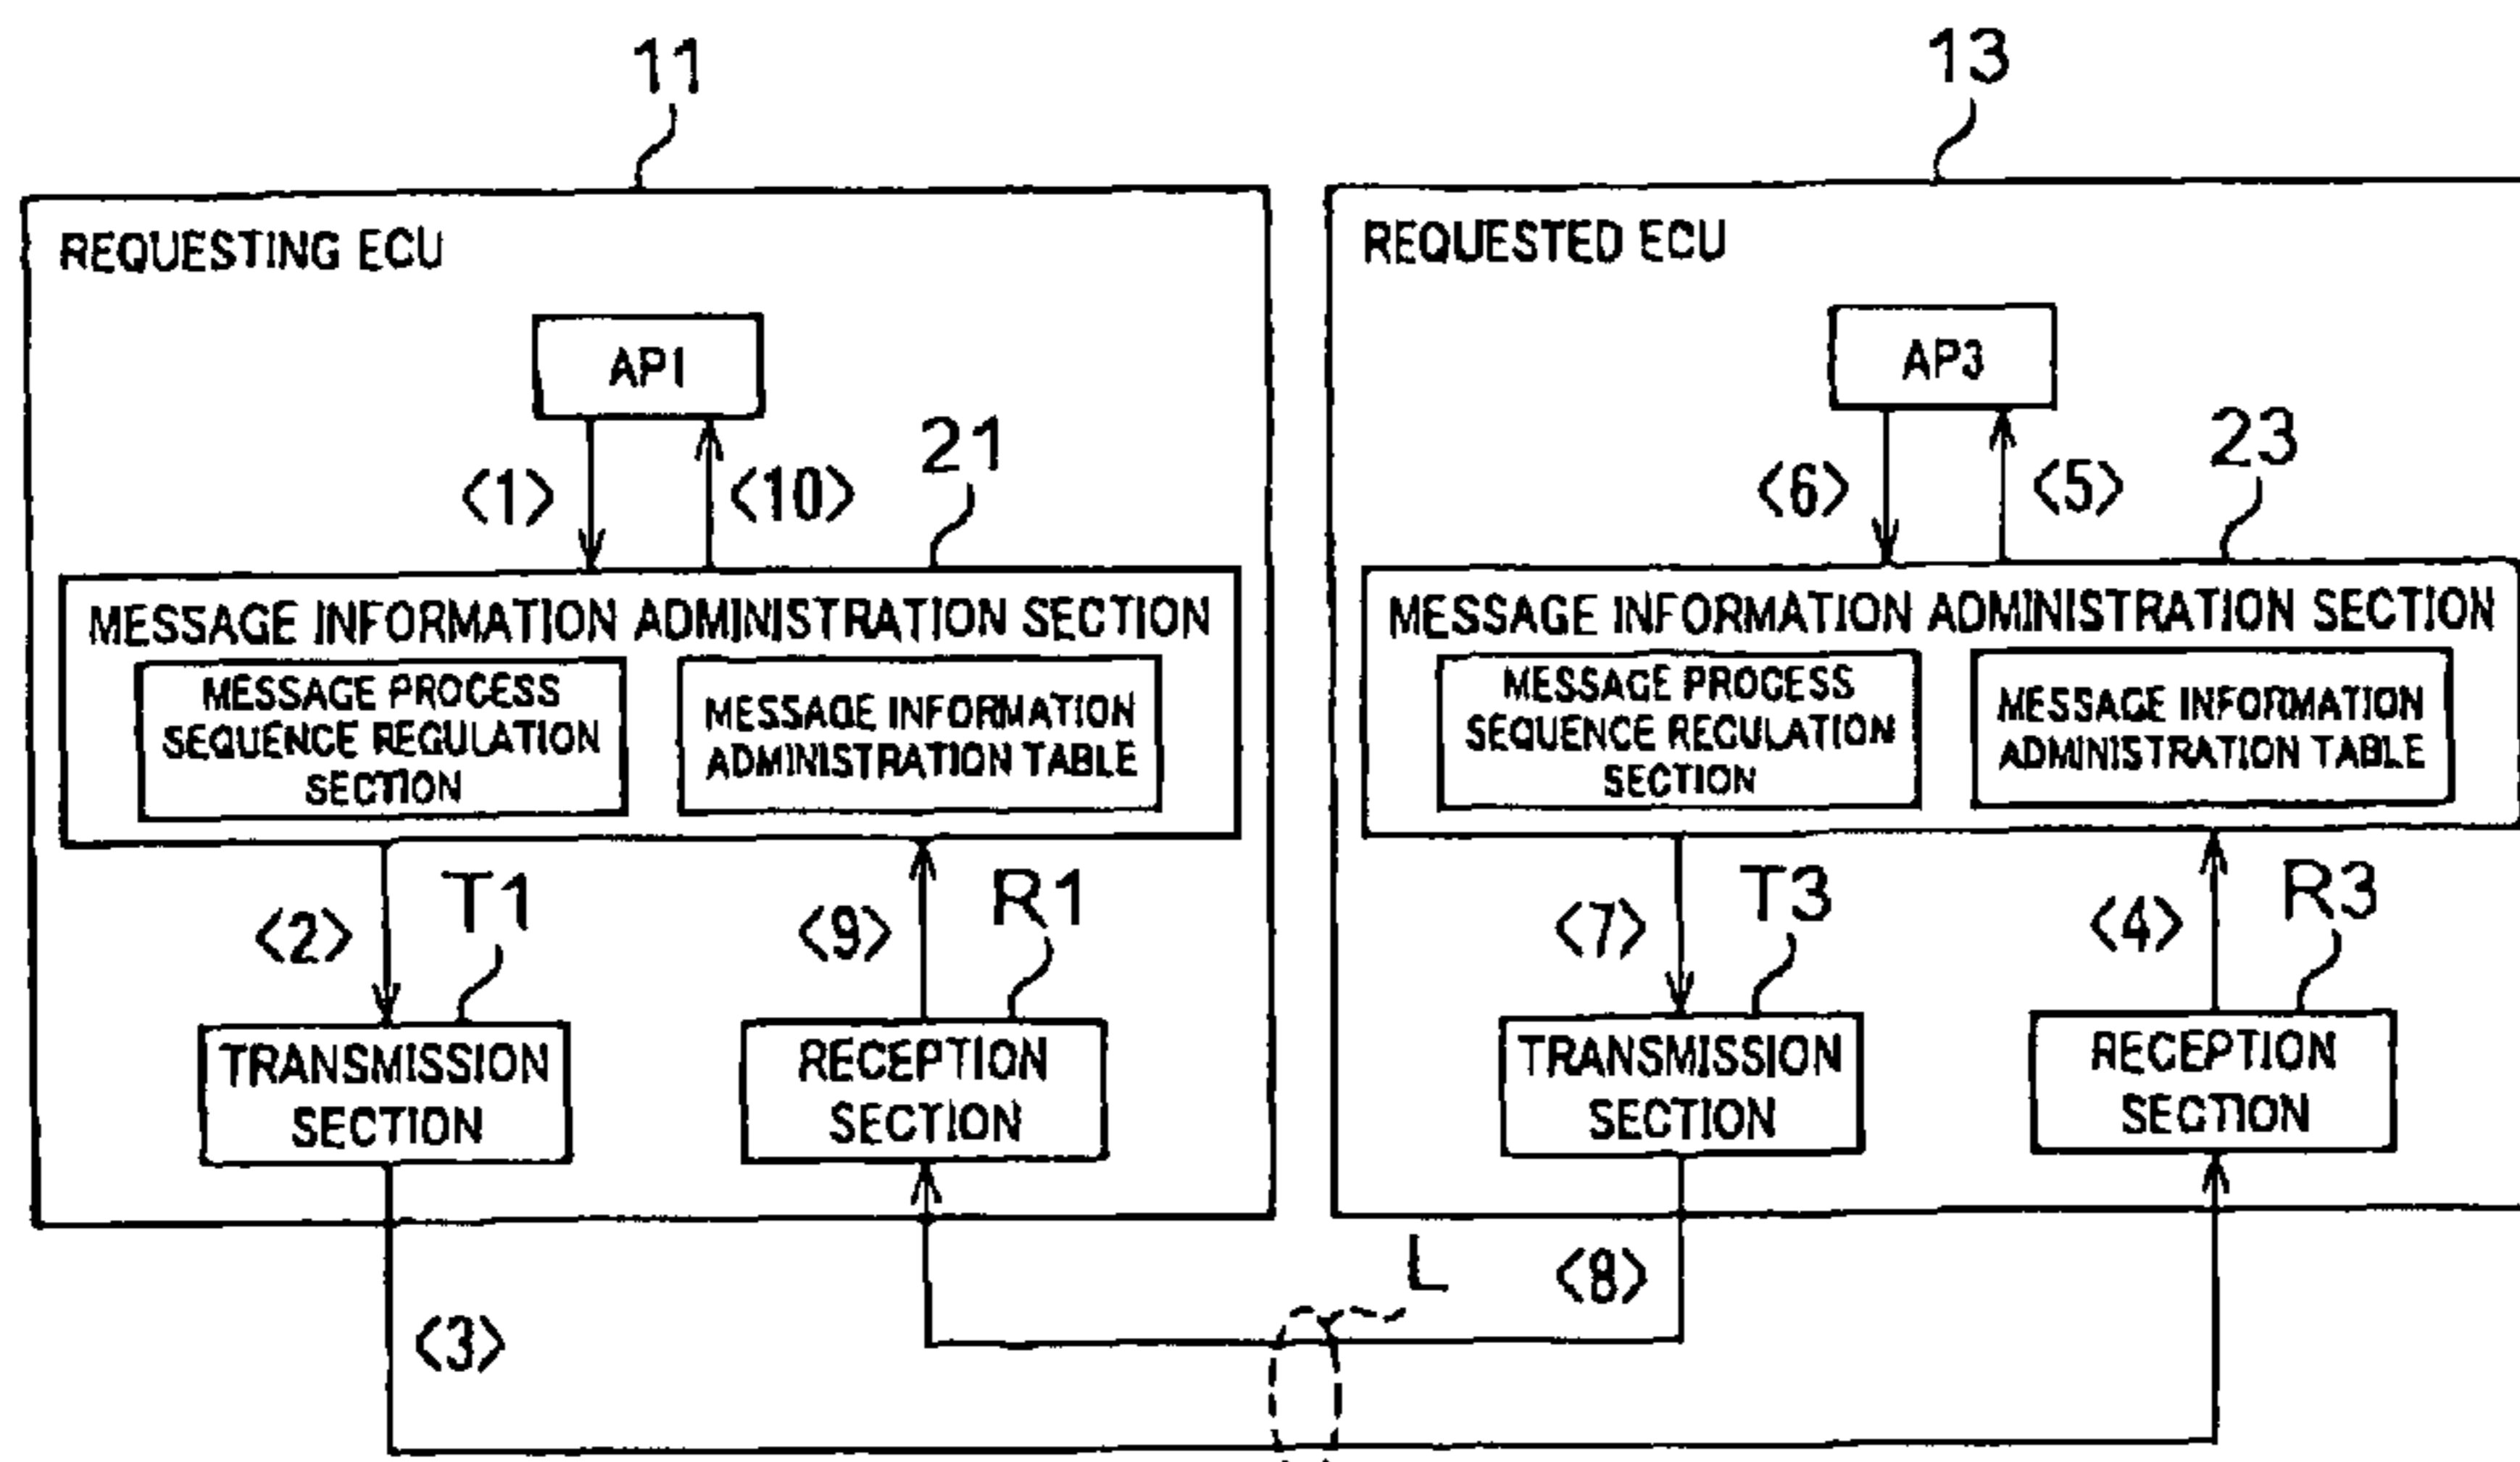 11
13
REQUESTING ECU
REQUESTED ECU
AP1
AP3
21
23
<1>
<10>
<6>
<5>
MESSAGE INFORMATION ADMINISTRATION SECTION
MESSAGE PROCESS
SEQUENCE REGULATION
SECTION
MESSAGE INFORMATION
ADMINISTRATION TABLE
MESSAGE INFORMATION ADMINISTRATION SECTION
MESSAGE PROCESS
SEQUENCE REGULATION
SECTION
MESSAGE INFORMATION
ADMINISTRATION TABLE
<2>
T1
<9>
R1
<7>
T3
<4>
R3
TRANSMISSION
SECTION
RECEPTION
SECTION
TRANSMISSION
SECTION
RECEPTION
SECTION
L
<8>
<3>